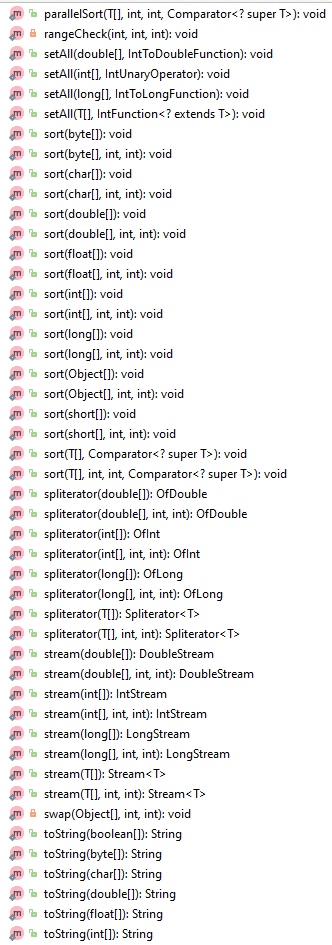 parallelSort(T[], int, int, Comparator<? super T>): void
rangeCheck(int, int, int): void
setAll(double[], IntToDoubleFunction): void
setAll(int[], IntUnaryOperator): void
setAll(long[], IntToLongFunction): void
setAll(T[], IntFunction<? extends T>): void
sort(byte[]): void
sort(byte[], int, int): void
sort(char[]): void
sort(char[], int, int): void
sort(double[]): void
sort(double[], int, int): void
sort(float[]): void
sort(float[], int, int): void
sort(int[]): void
sort(int[], int, int): void
sort(long[]): void
sort(long[], int, int): void
sort(Object[]): void
sort(Object[], int, int): void
sort(short[]): void
sort(short[], int, int): void
sort(T[], Comparator<? super T>): void
sort(T[], int, int, Comparator<? super T>): void
spliterator(double[]): OfDouble
spliterator(double[], int, int): OfDouble
spliterator(int[]): OfInt
spliterator(int[], int, int): OfInt
spliterator(long[]): OfLong
spliterator(long[], int, int): OfLong
spliterator(T[]): Spliterator<T>
spliterator(T[], int, int): Spliterator<T>
stream(double[]): DoubleStream
stream(double[], int, int): DoubleStream
stream(int[]): IntStream
stream(int[], int, int): IntStream
stream(long[]): LongStream
stream(long[], int, int): LongStream
stream(T[]): Stream<T>
stream(T[], int, int): Stream<T>
swap(Object[], int, int): void
toString(boolean[]): String
toString(byte[]): String
toString(char[]): String
toString(double[]): String
toString(float[]): String
toString(int[]): String